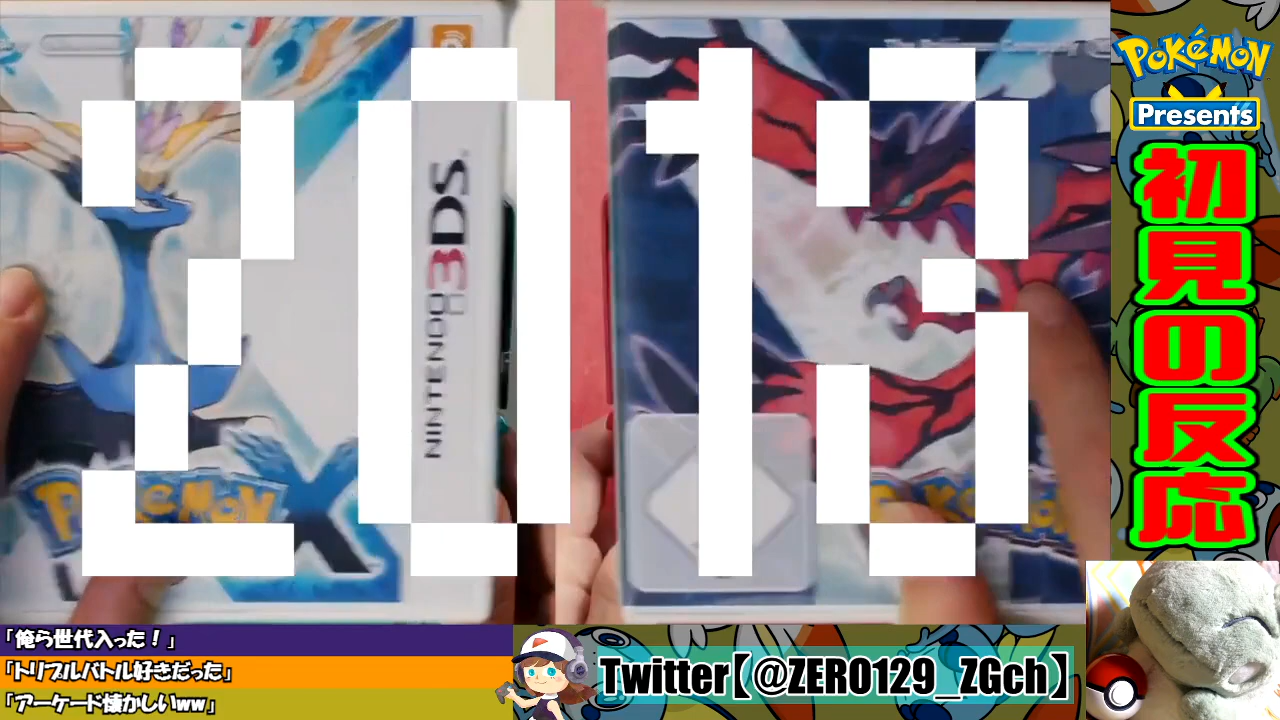 2013
NINTENDO 3DS
POKÉMON
X
POKÉMON
Presents
初見の反応
「俺ら世代入った！」
「トリプルバトル好きだった」
「アーケード懐かしいww」
Twitter【@ZERO129_ZGch】